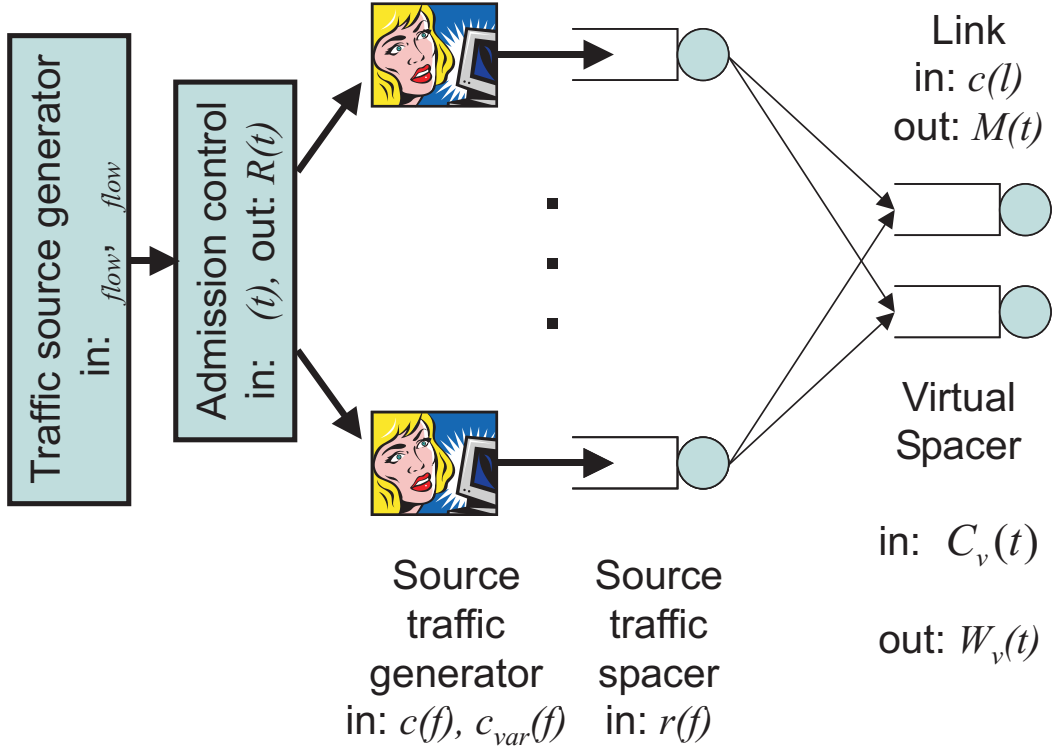 Traffic source generator
in: flow, flow
Admission control
in: (t), out: R(t)
Link
in: c(l)
out: M(t)
Virtual
Spacer
in: C_v(t)
out: W_v(t)
Source
traffic
generator
in: c(f), c_var(f)
Source
traffic
spacer
in: r(f)